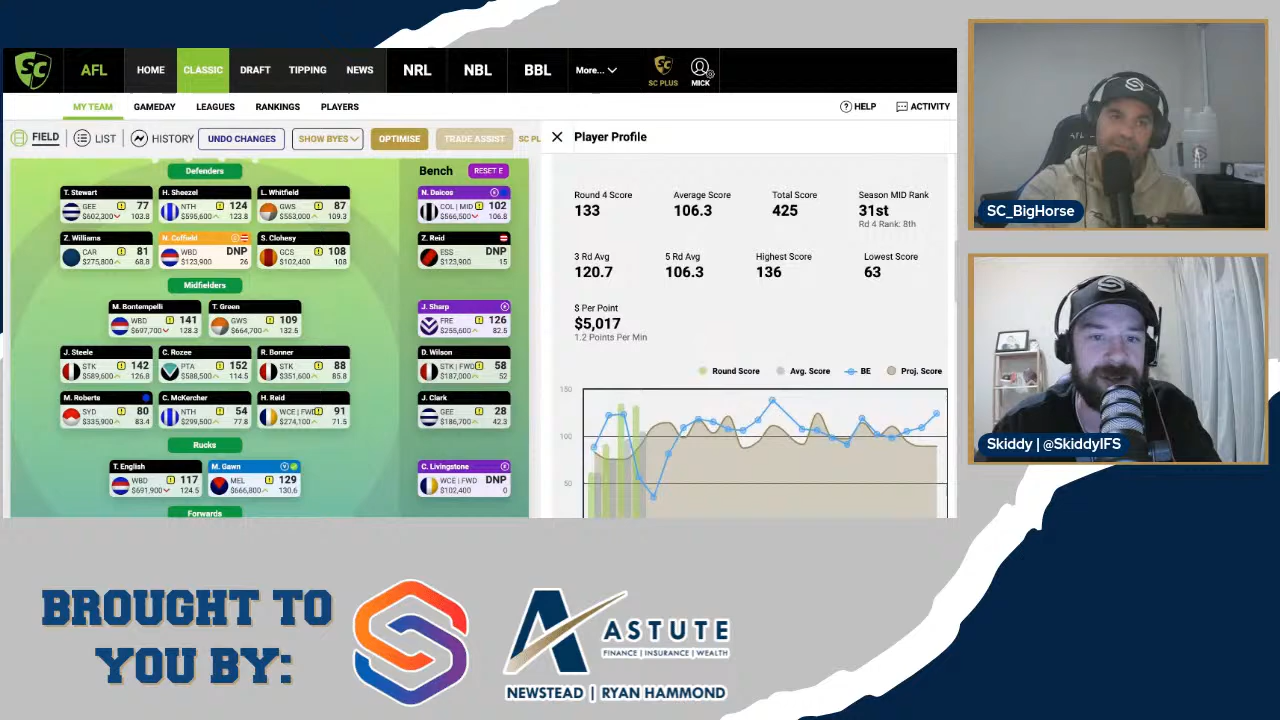 SC AFL HOME CLASSIC DRAFT TIPPING NEWS NRL NBL BBL More... SC PLUS MICK
MY TEAM GAMEDAY LEAGUES RANKINGS PLAYERS HELP ACTIVITY
FIELD LIST HISTORY UNDO CHANGES SHOW BYES OPTIMISE TRADE ASSIST SC PL
Player Profile
Defenders
Bench RESET E
T. Stewart
GEE 77
$602,300 103.8
H. Sheezel
NTH 124
$595,600 123.8
L. Whitfield
GWS 87
$553,000 109.3
N. Daicos
COL | MID 102
$566,500 106.8
Z. Williams
CAR 81
$275,800 68.8
N. Coffield
WBD DNP
$123,900 26
S. Clohesy
GCS 108
$102,400 108
Z. Reid
ESS DNP
$123,900 15
Midfielders
M. Bontempelli
WBD 141
$697,700 128.3
T. Green
GWS 109
$664,700 132.5
J. Sharp
FRE 126
$255,600 82.5
J. Steele
STK 142
$589,600 126.8
C. Rozee
PTA 152
$588,500 114.5
R. Bonner
STK 88
$351,600 85.8
D. Wilson
STK | FWD 58
$187,000 52
M. Roberts
SYD 80
$335,900 83.4
C. McKercher
NTH 54
$299,500 77.8
H. Reid
WCE | FWD 91
$274,100 71.5
J. Clark
GEE 28
$186,700 42.3
Rucks
T. English
WBD 117
$691,900 124.5
M. Gawn
MEL 129
$666,800 130.6
C. Livingstone
WCE | FWD DNP
$102,400 0
Forwards
Round 4 Score Average Score Total Score Season MID Rank
133 106.3 425 31st
Rd 4 Rank: 8th
3 Rd Avg 5 Rd Avg Highest Score Lowest Score
120.7 106.3 136 63
$ Per Point
$5,017
1.2 Points Per Min
Round Score Avg. Score BE Proj. Score
150
100
50
SC_BigHorse
Skiddy | @SkiddyIFS
BROUGHT TO
YOU BY:
ASTUTE
FINANCE | INSURANCE | WEALTH
NEWSTEAD | RYAN HAMMOND